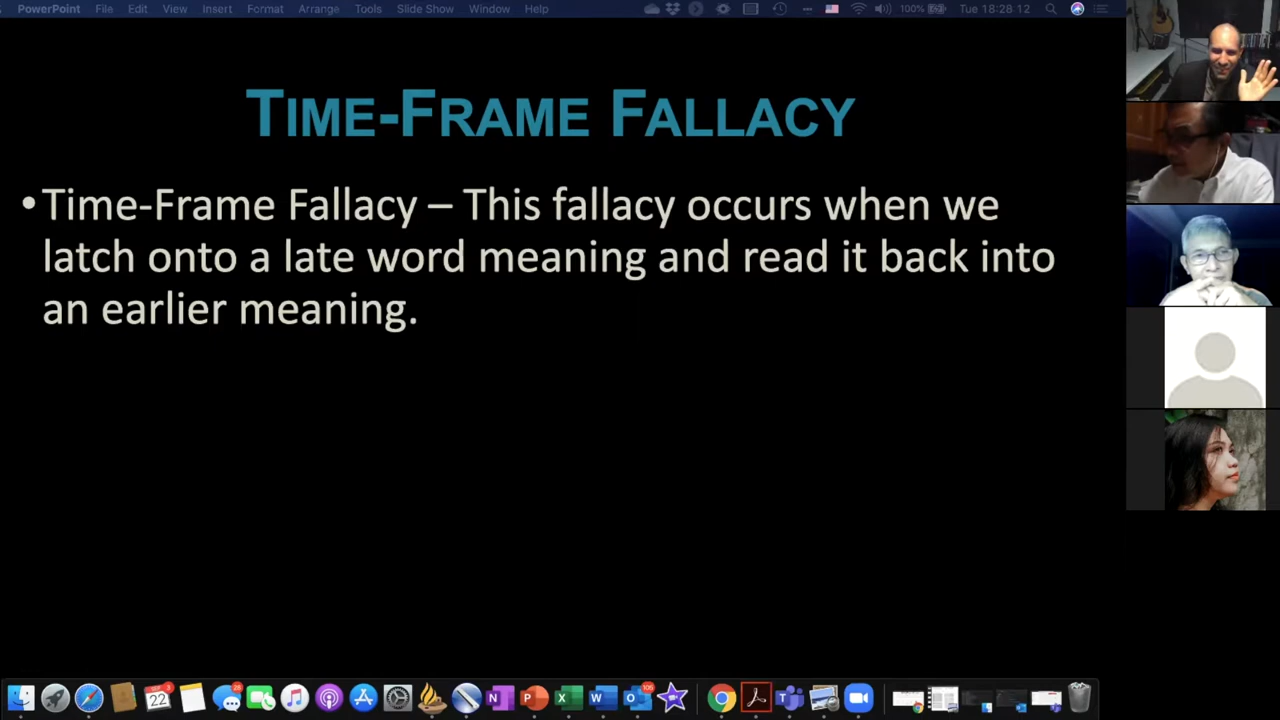 PowerPoint File Edit View Insert Format Arrange Tools Slide Show Window Help 100% Tue 18:28:12
TIME-FRAME FALLACY
•Time-Frame Fallacy – This fallacy occurs when we
latch onto a late word meaning and read it back into
an earlier meaning.
22